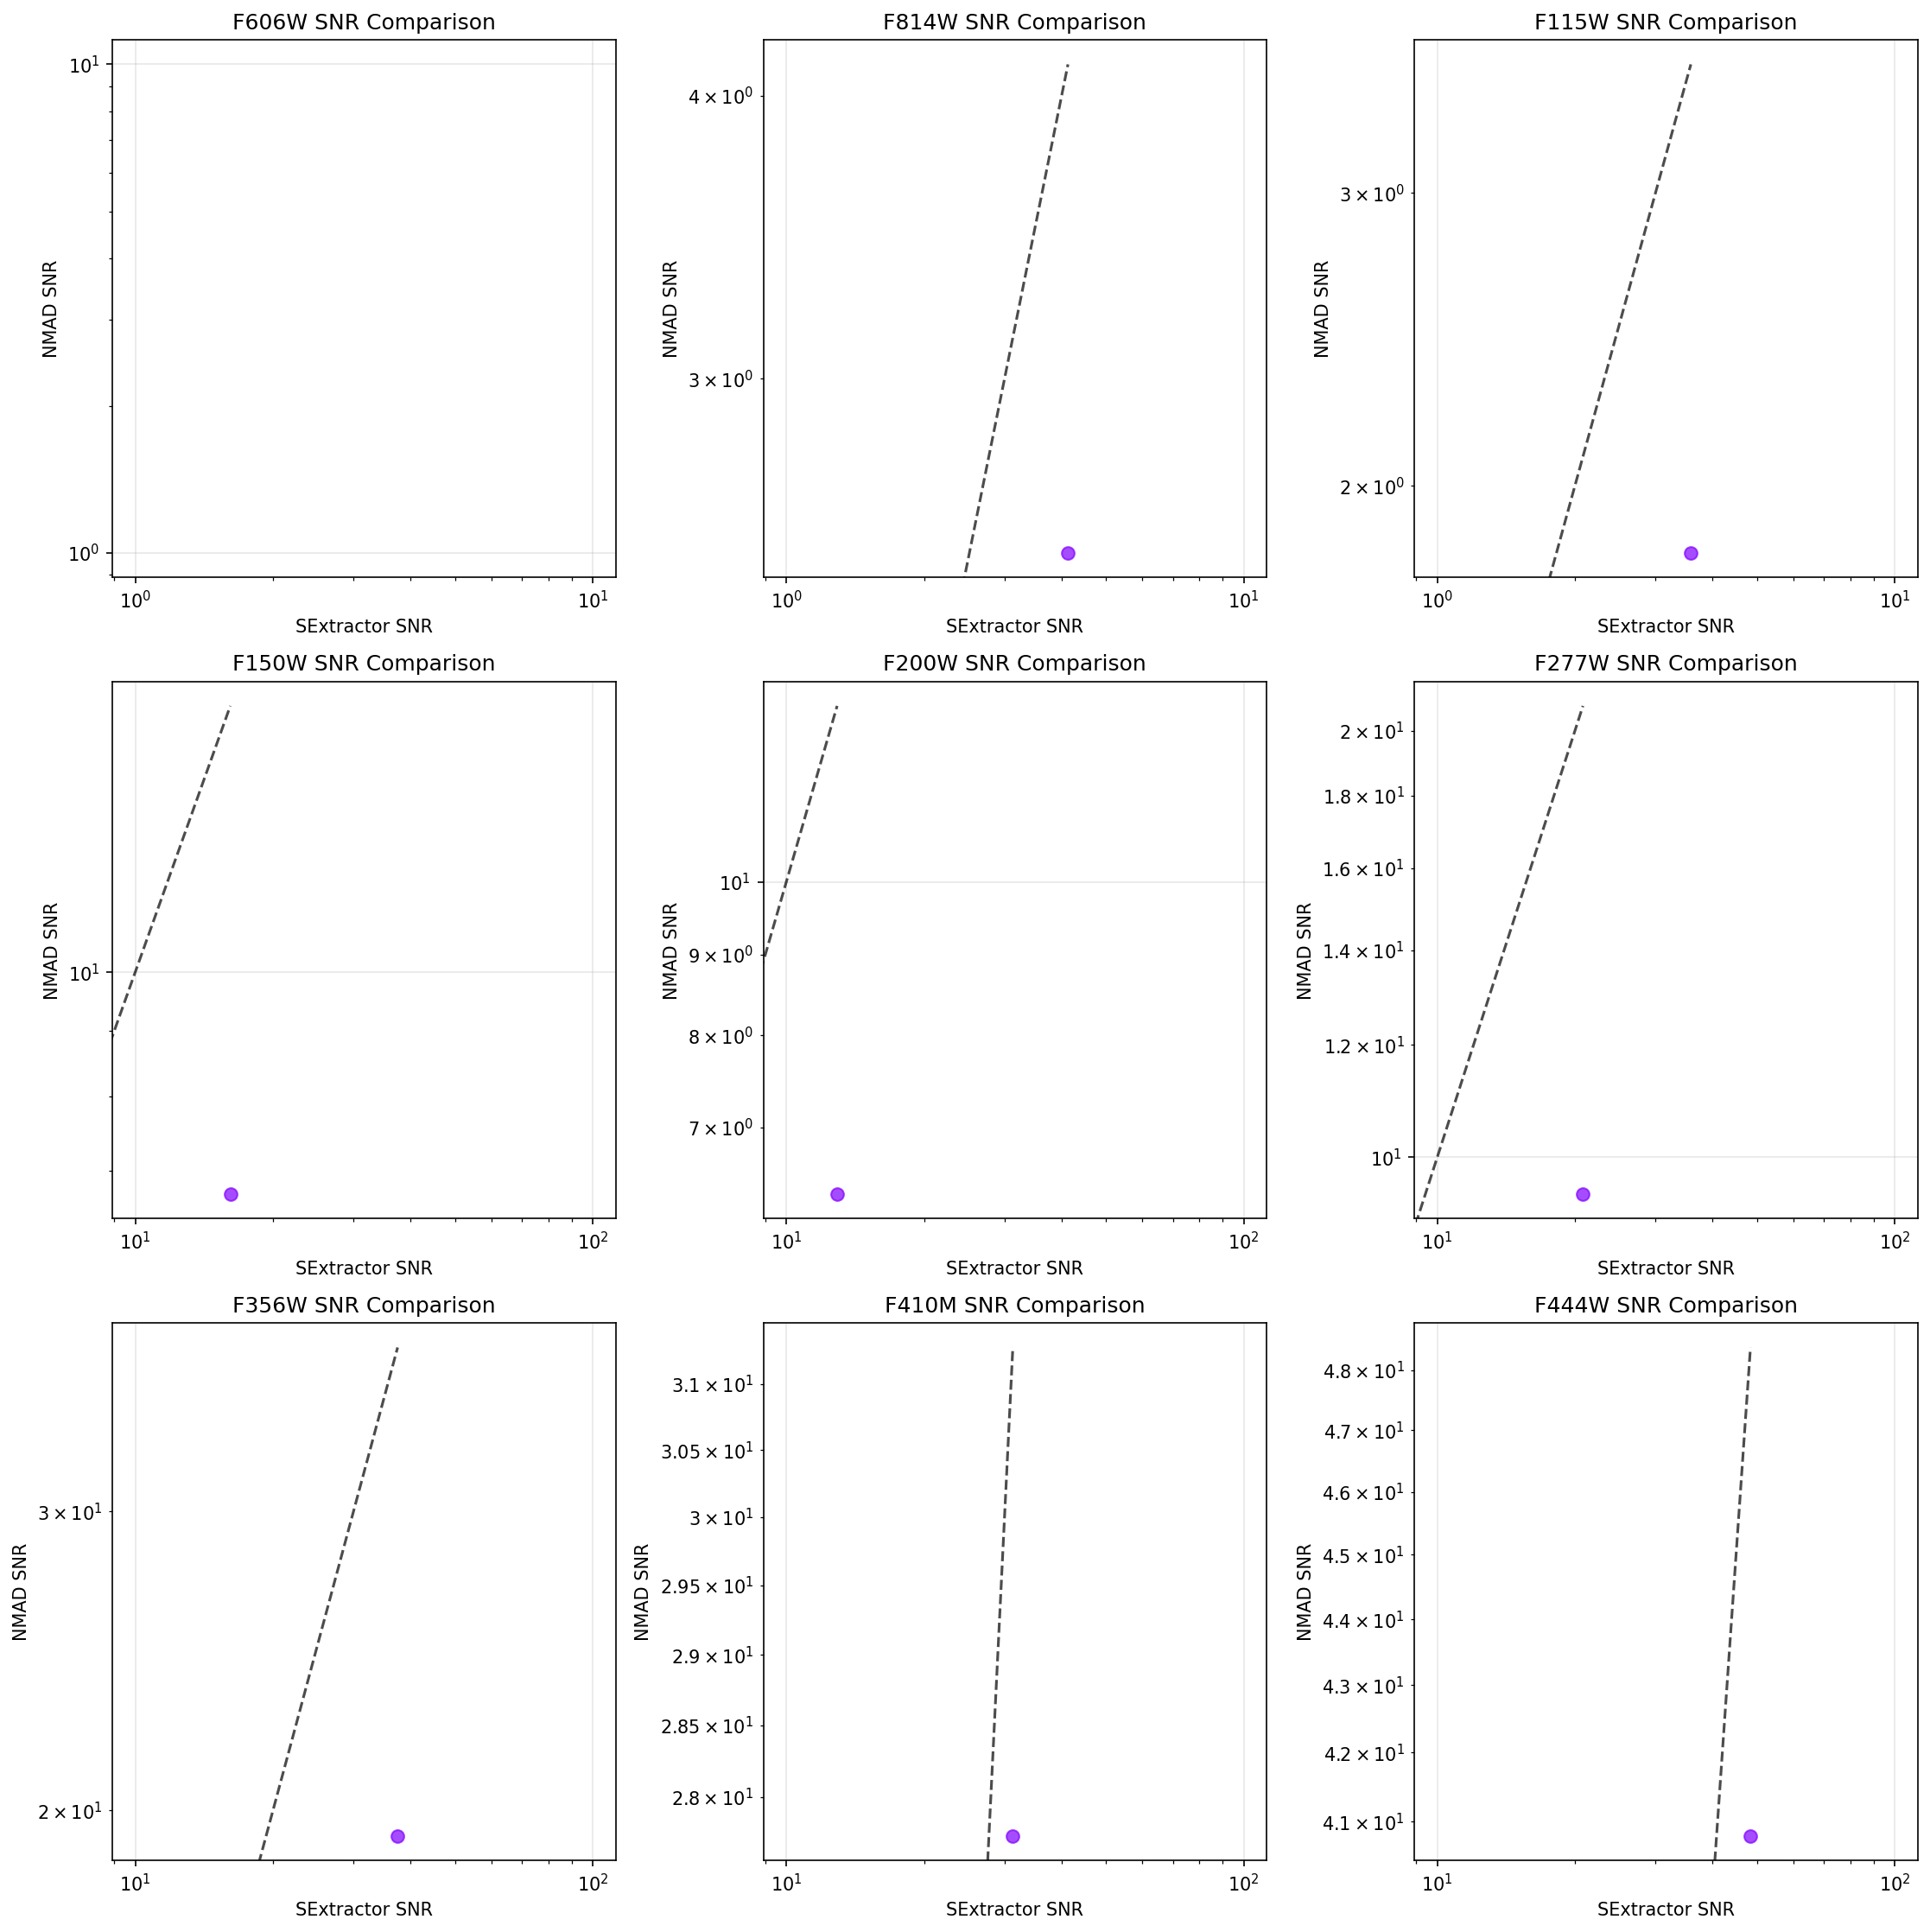 F606W SNR Comparison
10¹
10⁰
NMAD SNR
10⁰ 10¹
SExtractor SNR
F814W SNR Comparison
4 × 10⁰
3 × 10⁰
NMAD SNR
10⁰ 10¹
SExtractor SNR
F115W SNR Comparison
3 × 10⁰
2 × 10⁰
NMAD SNR
10⁰ 10¹
SExtractor SNR
F150W SNR Comparison
10¹
NMAD SNR
10¹ 10²
SExtractor SNR
F200W SNR Comparison
10¹
9 × 10⁰
8 × 10⁰
7 × 10⁰
NMAD SNR
10¹ 10²
SExtractor SNR
F277W SNR Comparison
2 × 10¹
1.8 × 10¹
1.6 × 10¹
1.4 × 10¹
1.2 × 10¹
10¹
NMAD SNR
10¹ 10²
SExtractor SNR
F356W SNR Comparison
3 × 10¹
2 × 10¹
NMAD SNR
10¹ 10²
SExtractor SNR
F410M SNR Comparison
3.1 × 10¹
3.05 × 10¹
3 × 10¹
2.95 × 10¹
2.9 × 10¹
2.85 × 10¹
2.8 × 10¹
NMAD SNR
10¹ 10²
SExtractor SNR
F444W SNR Comparison
4.8 × 10¹
4.7 × 10¹
4.6 × 10¹
4.5 × 10¹
4.4 × 10¹
4.3 × 10¹
4.2 × 10¹
4.1 × 10¹
NMAD SNR
10¹ 10²
SExtractor SNR